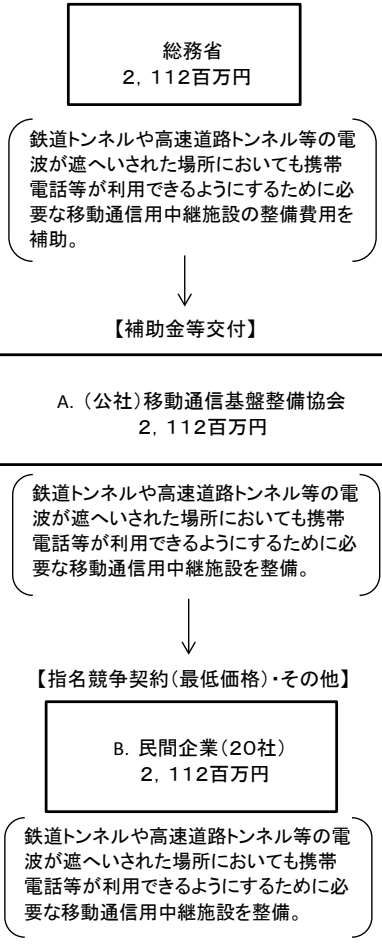 総務省
2，112百万円
鉄道トンネルや高速道路トンネル等の電
波が遮へいされた場所においても携帯
電話等が利用できるようにするために必
要な移動通信用中継施設の整備費用を
補助。
【補助金等交付】
A．（公社）移動通信基盤整備協会
2，112百万円
鉄道トンネルや高速道路トンネル等の電
波が遮へいされた場所においても携帯
電話等が利用できるようにするために必
要な移動通信用中継施設を整備。
【指名競争契約（最低価格）・その他】
B．民間企業（20社）
2，112百万円
鉄道トンネルや高速道路トンネル等の電
波が遮へいされた場所においても携帯
電話等が利用できるようにするために必
要な移動通信用中継施設を整備。